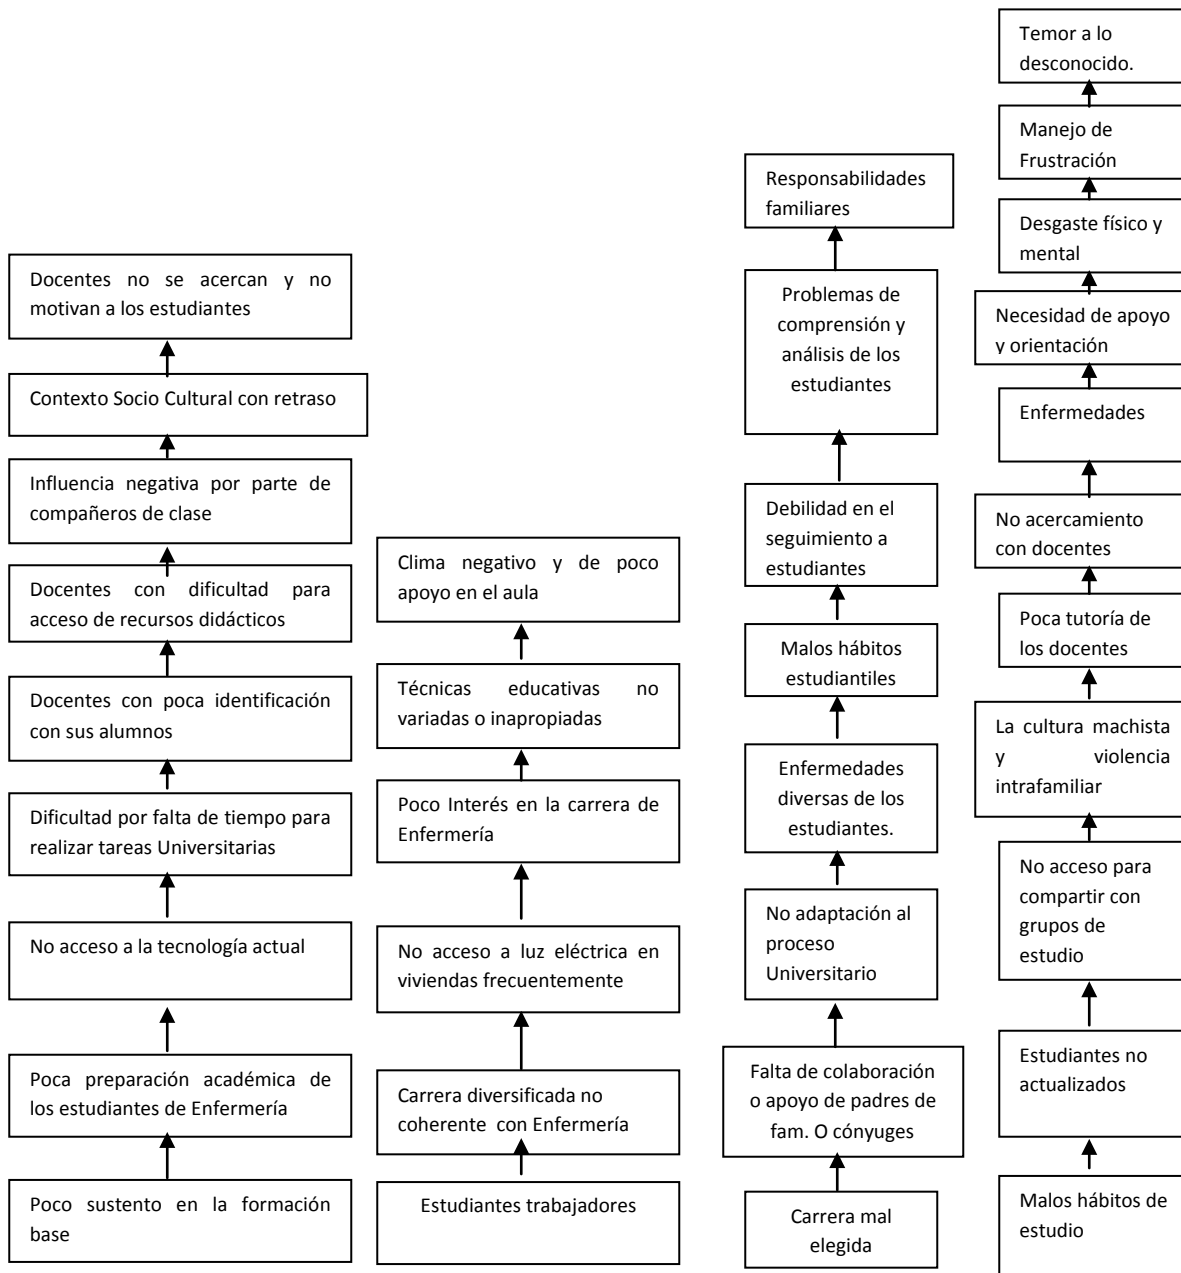 Docentes no se acercan y no
motivan a los estudiantes
Contexto Socio Cultural con retraso
Influencia negativa por parte de
compañeros de clase
Docentes con dificultad para
acceso de recursos didácticos
Docentes con poca identificación
con sus alumnos
Dificultad por falta de tiempo para
realizar tareas Universitarias
No acceso a la tecnología actual
Poca preparación académica de
los estudiantes de Enfermería
Poco sustento en la formación
base
Clima negativo y de poco
apoyo en el aula
Técnicas educativas no
variadas o inapropiadas
Poco Interés en la carrera de
Enfermería
No acceso a luz eléctrica en
viviendas frecuentemente
Carrera diversificada no
coherente con Enfermería
Estudiantes trabajadores
Responsabilidades
familiares
Problemas de
comprensión y
análisis de los
estudiantes
Debilidad en el
seguimiento a
estudiantes
Malos hábitos
estudiantiles
Enfermedades
diversas de los
estudiantes.
No adaptación al
proceso
Universitario
Falta de colaboración
o apoyo de padres de
fam. O cónyuges
Carrera mal
elegida
Temor a lo
desconocido.
Manejo de
Frustración
Desgaste físico y
mental
Necesidad de apoyo
y orientación
Enfermedades
No acercamiento
con docentes
Poca tutoría de
los docentes
La cultura machista
y violencia
intrafamiliar
No acceso para
compartir con
grupos de
estudio
Estudiantes no
actualizados
Malos hábitos de
estudio